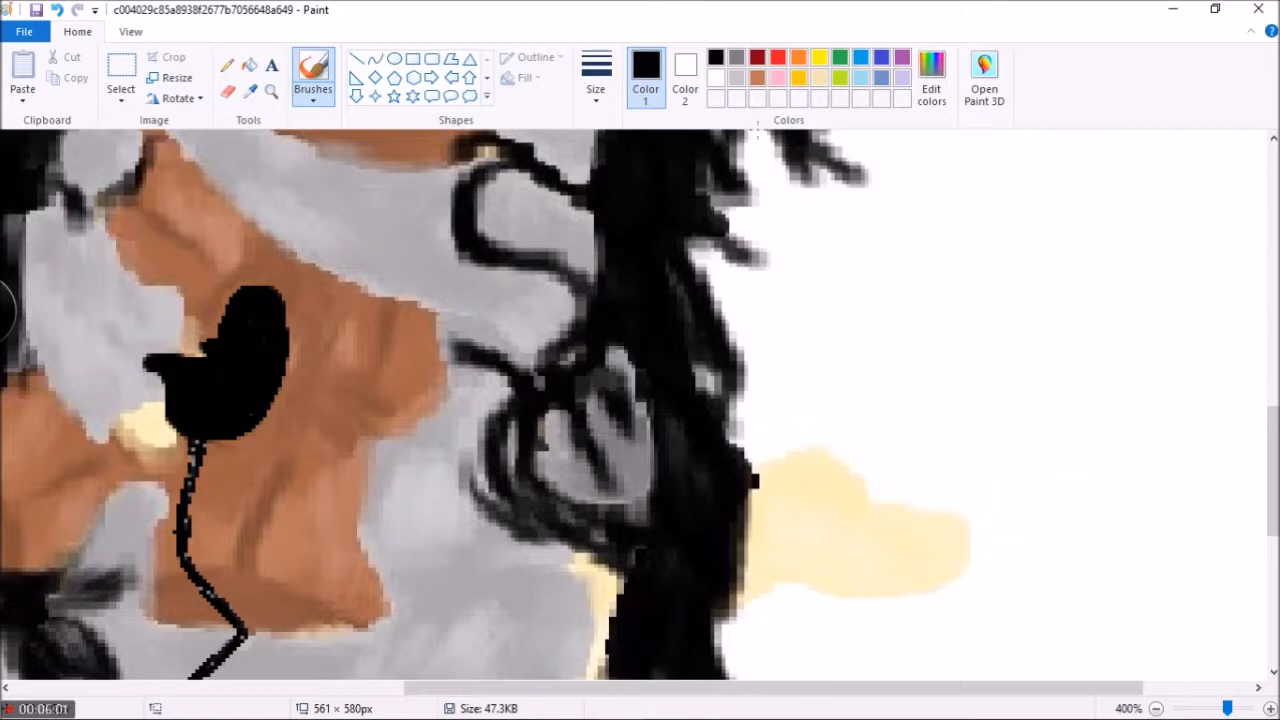 c004029c85a8938f2677b7056648a649 - Paint
File Home View
Paste
Cut
Copy
Clipboard
Select
Crop
Resize
Rotate
Image
A
Tools
Brushes
Outline
Fill
Shapes
Size
Color
1
Color
2
Edit
colors
Colors
Open
Paint 3D
00:06:01
561 × 580px
Size: 47.3KB
400%